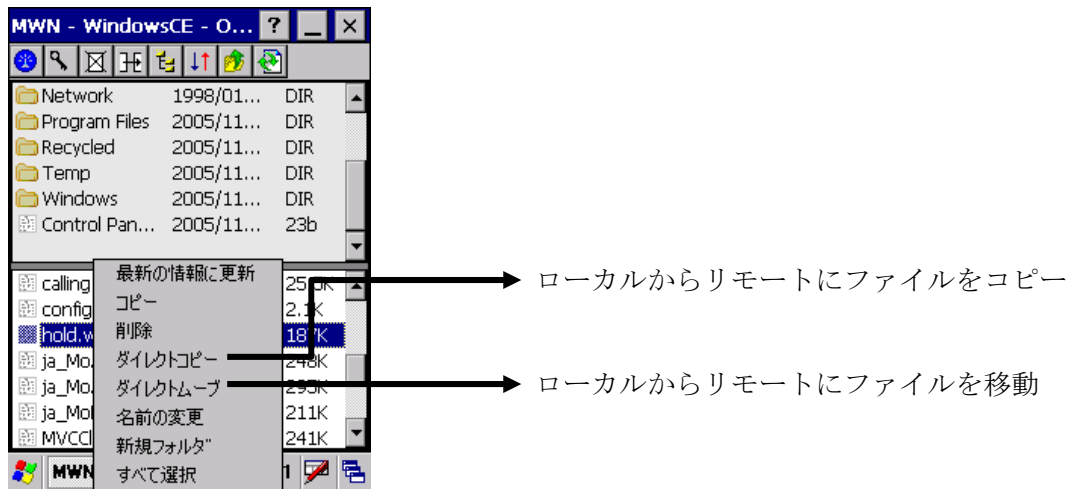 MWN - WindowsCE - O... ?
Network 1998/01... DIR
Program Files 2005/11... DIR
Recycled 2005/11... DIR
Temp 2005/11... DIR
Windows 2005/11... DIR
Control Pan... 2005/11... 23b
calling
config 2.1K
hold.w 187K
ja_Mo. 248K
ja_Mo. 295K
ja_Mol 211K
MVCCl 241K
最新の情報に更新
コピー
削除
ダイレクトコピー
ダイレクトムーブ
名前の変更
新規フォルダ
すべて選択
MWN
ローカルからリモートにファイルをコピー
ローカルからリモートにファイルを移動